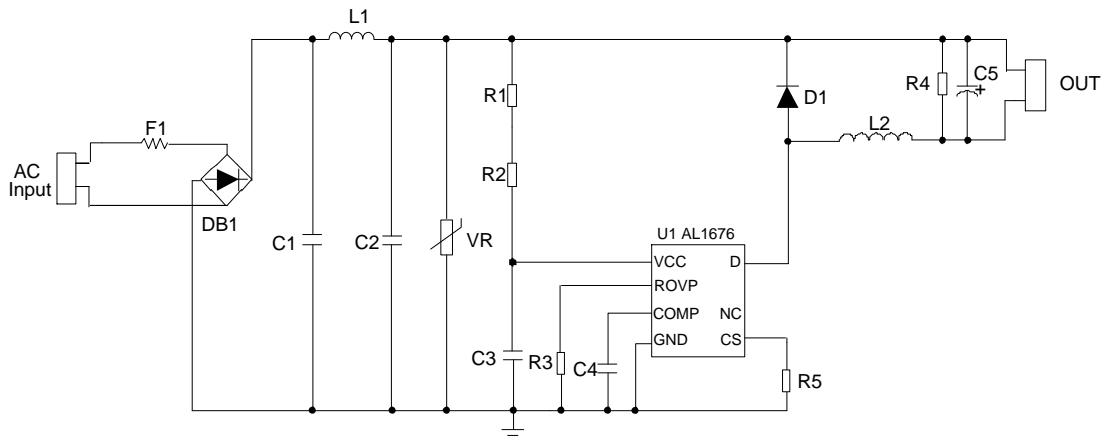 L1
R1
D1
R4
C5
+
OUT
F1
L2
AC
Input
R2
DB1
C1
C2
VR
U1 AL1676
VCC
D
ROVP
COMP
NC
GND
CS
C3
R3
C4
R5